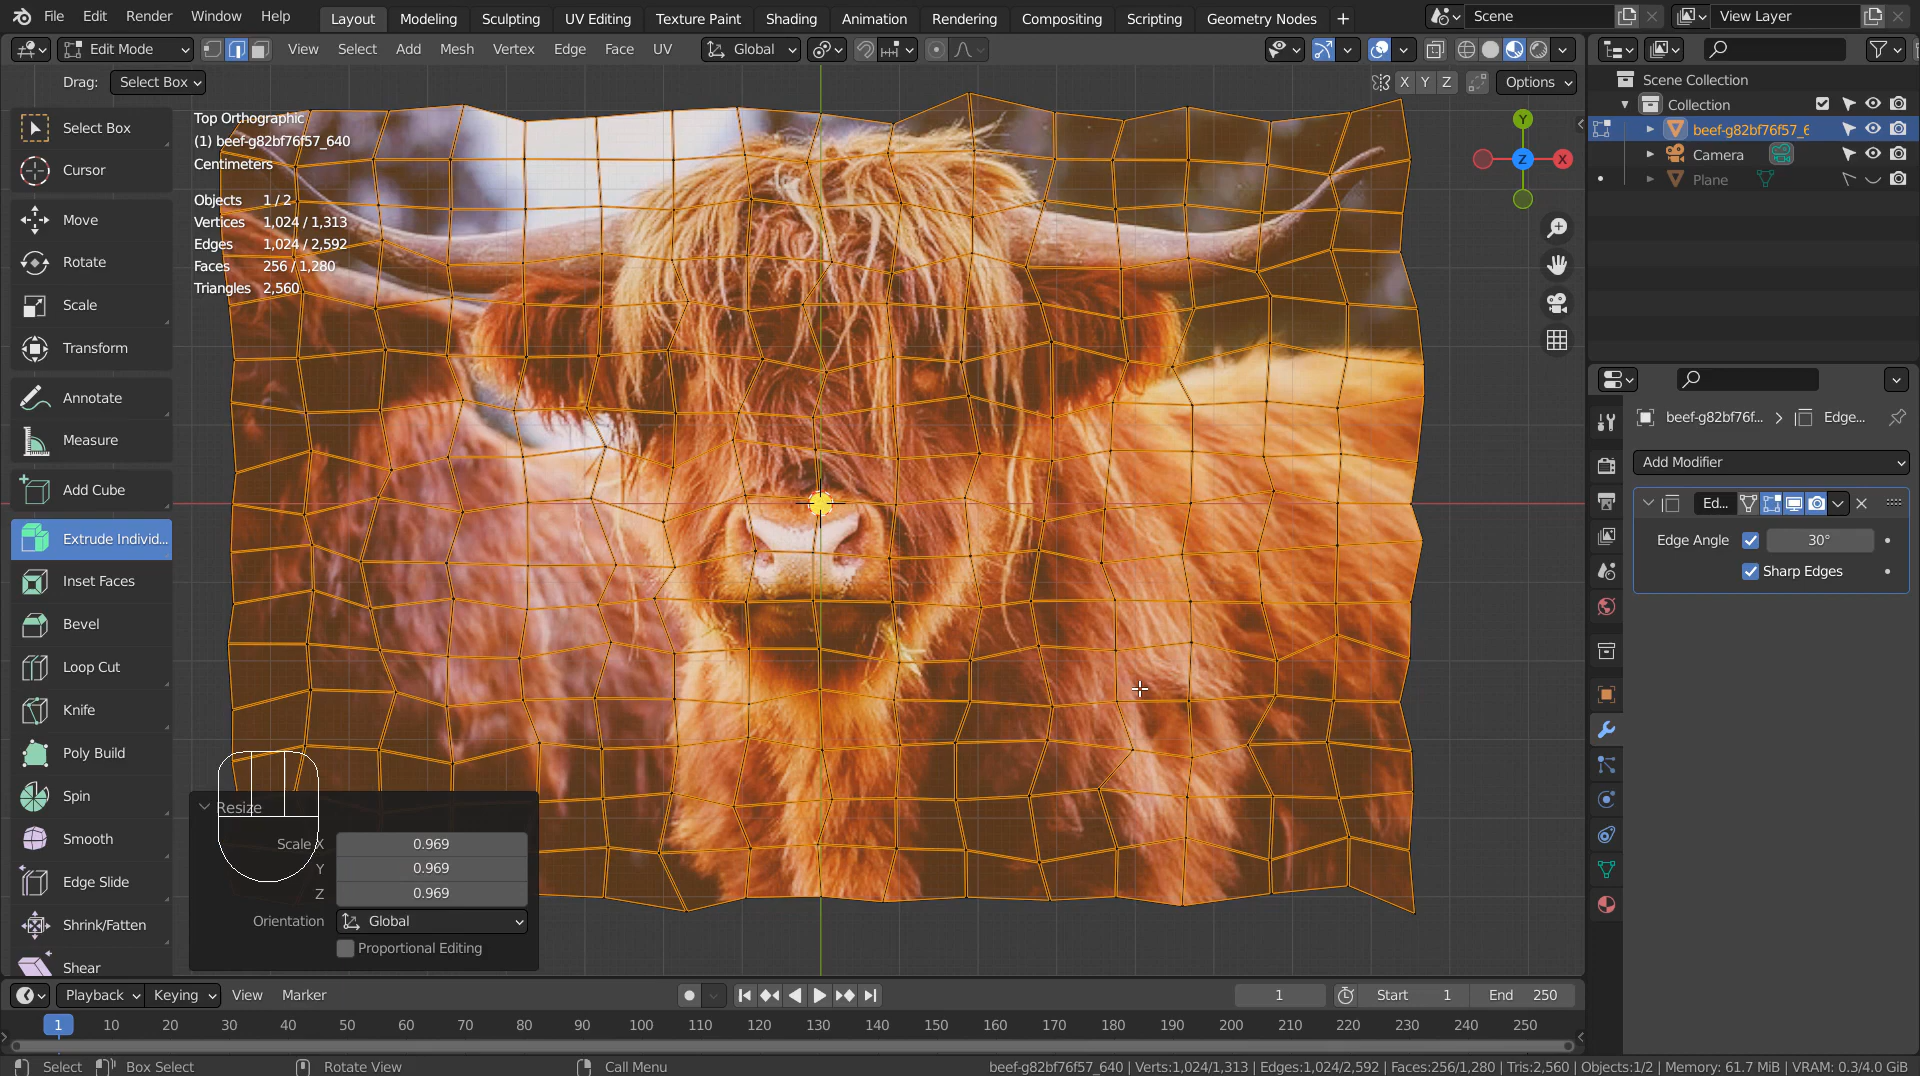 File Edit Render Window Help Layout Modeling Sculpting UV Editing Texture Paint Shading Animation Rendering Compositing Scripting Geometry Nodes + Scene View Layer
Edit Mode View Select Add Mesh Vertex Edge Face UV Global
Drag: Select Box X Y Z Options
Scene Collection
Collection
beef-g82bf76f57_6
Camera
Plane
Select Box
Cursor
Move
Rotate
Scale
Transform
Annotate
Measure
Add Cube
Extrude Individ...
Inset Faces
Bevel
Loop Cut
Knife
Poly Build
Spin
Smooth
Edge Slide
Shrink/Fatten
Shear
Top Orthographic
(1) beef-g82bf76f57_640
Centimeters
Objects 1 / 2
Vertices 1,024 / 1,313
Edges 1,024 / 2,592
Faces 256 / 1,280
Triangles 2,560
Y
Z X
beef-g82bf76f... > Edge...
Add Modifier
Ed...
Edge Angle 30°
Sharp Edges
Resize
Scale X 0.969
Y 0.969
Z 0.969
Orientation Global
Proportional Editing
Playback Keying View Marker 1 Start 1 End 250
1 10 20 30 40 50 60 70 80 90 100 110 120 130 140 150 160 170 180 190 200 210 220 230 240 250
Select Box Select Rotate View Call Menu beef-g82bf76f57_640 | Verts:1,024/1,313 | Edges:1,024/2,592 | Faces:256/1,280 | Tris:2,560 | Objects:1/2 | Memory: 61.7 MiB | VRAM: 0.3/4.0 GiB